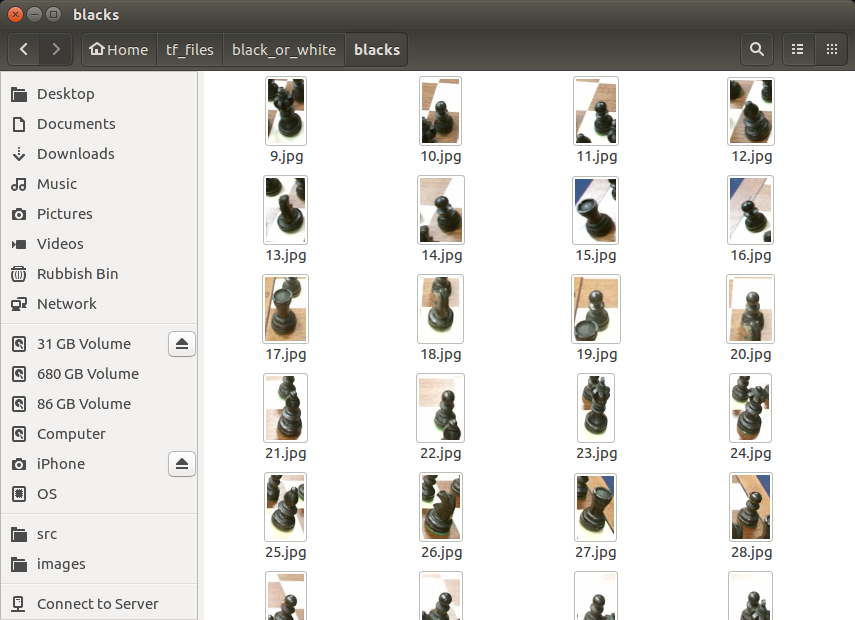 blacks
Home tf_files black_or_white blacks
Desktop
Documents
Downloads
Music
Pictures
Videos
Rubbish Bin
Network
31 GB Volume
680 GB Volume
86 GB Volume
Computer
iPhone
OS
src
images
Connect to Server
9.jpg 10.jpg 11.jpg 12.jpg
13.jpg 14.jpg 15.jpg 16.jpg
17.jpg 18.jpg 19.jpg 20.jpg
21.jpg 22.jpg 23.jpg 24.jpg
25.jpg 26.jpg 27.jpg 28.jpg